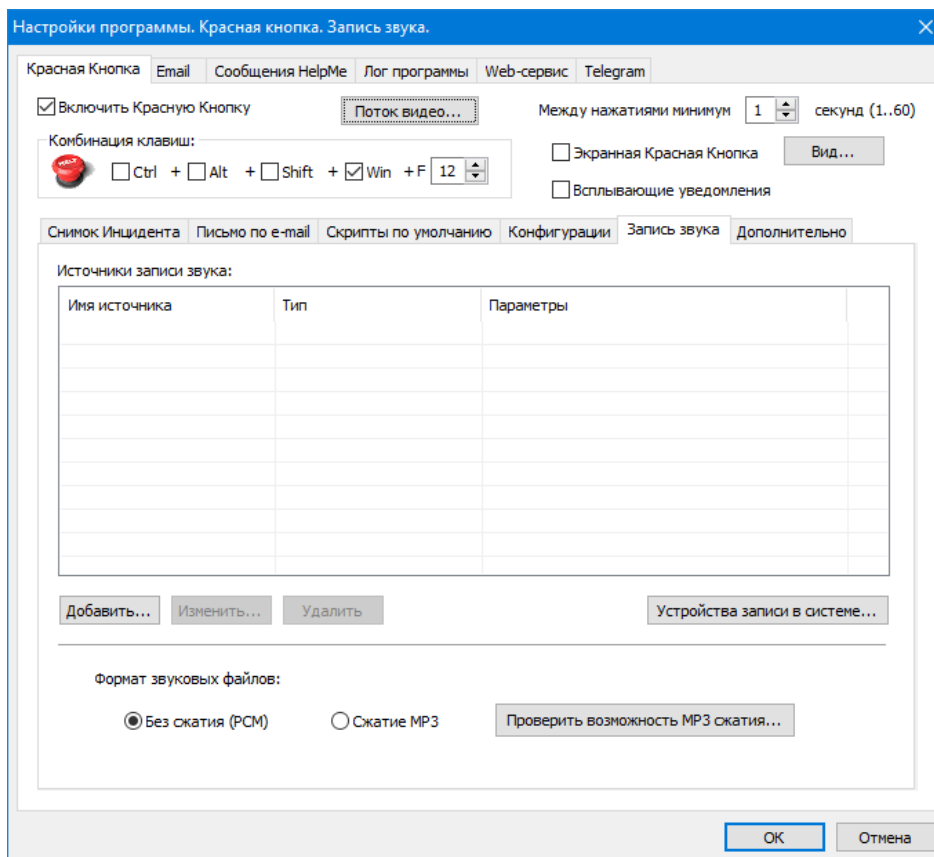 Настройки программы. Красная кнопка. Запись звука.
Красная Кнопка Email Сообщения HelpMe Лог программы Web-сервис Telegram
Включить Красную Кнопку Поток видео... Между нажатиями минимум 1 секунд (1..60)
Комбинация клавиш:
HALT Ctrl + Alt + Shift + Win + F 12
Экранная Красная Кнопка Вид...
Всплывающие уведомления
Снимок Инцидента Письмо по e-mail Скрипты по умолчанию Конфигурации Запись звука Дополнительно
Источники записи звука:
Имя источника Тип Параметры
Добавить... Изменить... Удалить Устройства записи в системе...
Формат звуковых файлов:
Без сжатия (PCM) Сжатие MP3 Проверить возможность MP3 сжатия...
OK Отмена